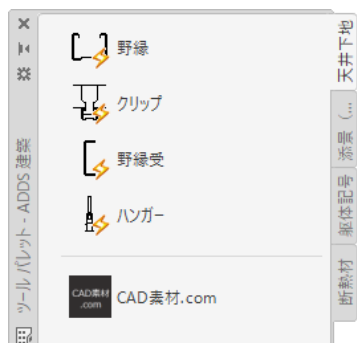 野縁
クリップ
野縁受
ハンガー
CAD素材
.com
CAD素材.com
ツール パレット - ADDS 建築
天井下地
添景 (...
躯体記号
断熱材